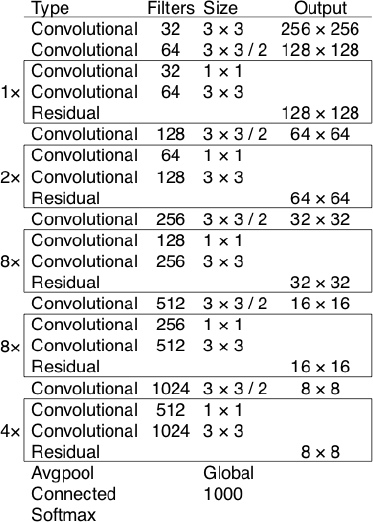 Type Filters Size Output
Convolutional 32 3 × 3 256 × 256
Convolutional 64 3 × 3 / 2 128 × 128
Convolutional 32 1 × 1
1× Convolutional 64 3 × 3
Residual 128 × 128
Convolutional 128 3 × 3 / 2 64 × 64
Convolutional 64 1 × 1
2× Convolutional 128 3 × 3
Residual 64 × 64
Convolutional 256 3 × 3 / 2 32 × 32
Convolutional 128 1 × 1
8× Convolutional 256 3 × 3
Residual 32 × 32
Convolutional 512 3 × 3 / 2 16 × 16
Convolutional 256 1 × 1
8× Convolutional 512 3 × 3
Residual 16 × 16
Convolutional 1024 3 × 3 / 2 8 × 8
Convolutional 512 1 × 1
4× Convolutional 1024 3 × 3
Residual 8 × 8
Avgpool Global
Connected 1000
Softmax